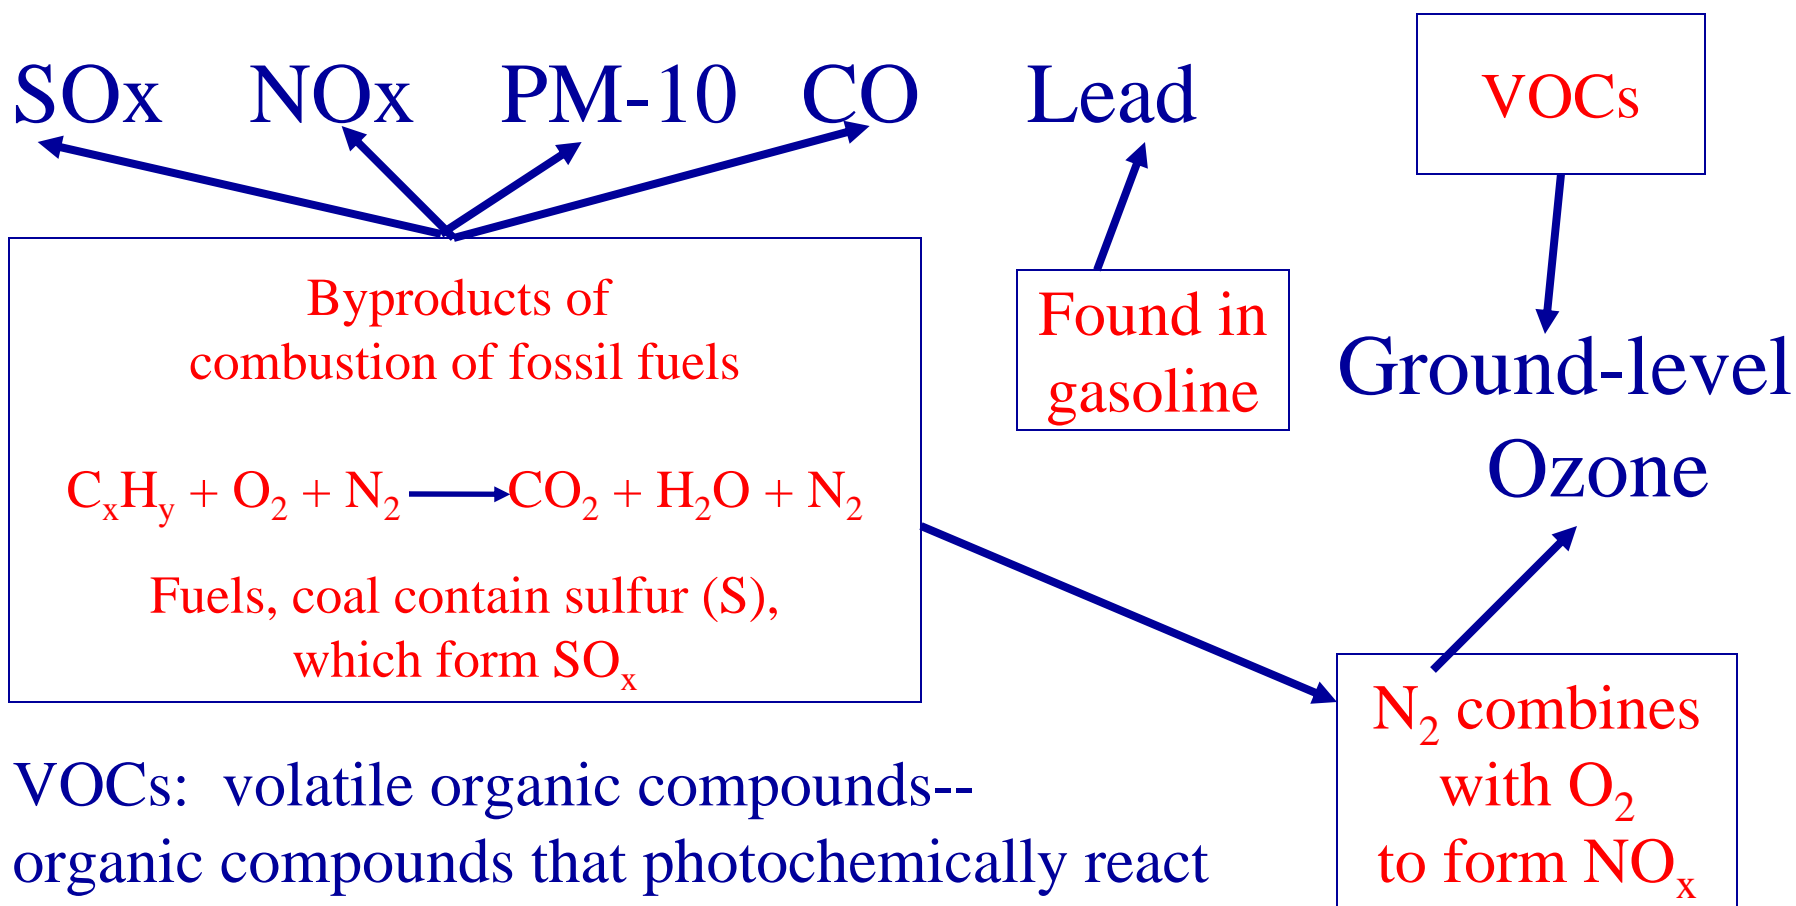 SOx NOx PM-10 CO Lead
VOCs
Byproducts of
combustion of fossil fuels
CₓHᵧ + O₂ + N₂ → CO₂ + H₂O + N₂
Fuels, coal contain sulfur (S),
which form SOₓ
Found in
gasoline
Ground-level
Ozone
N₂ combines
with O₂
to form NOₓ
VOCs: volatile organic compounds--
organic compounds that photochemically react